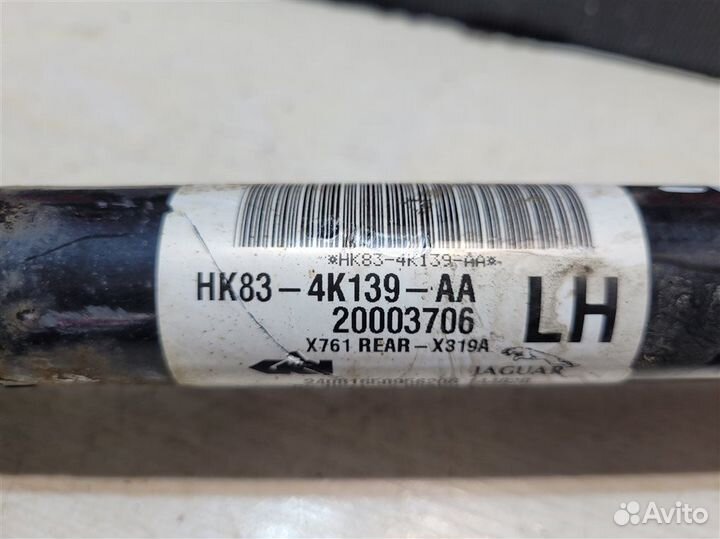 *HK83-4K139-AA*
HK83-4K139-AA
LH
20003706
X761 REAR-X319A
JAGUAR
Avito